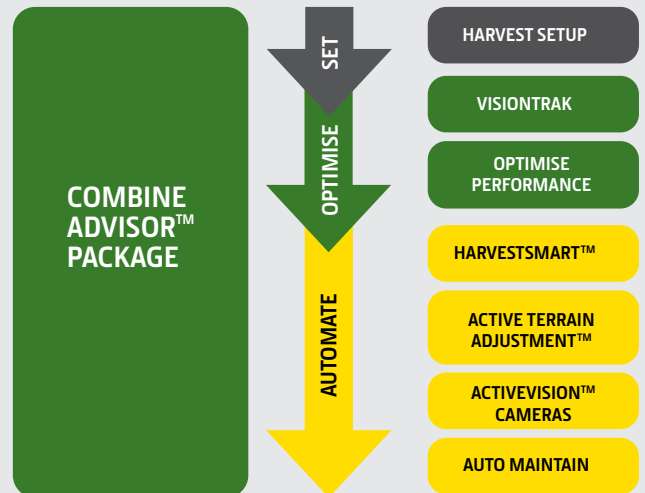 COMBINE
ADVISOR™
PACKAGE
SET
OPTIMISE
AUTOMATE
HARVEST SETUP
VISIONTRAK
OPTIMISE
PERFORMANCE
HARVESTSMART™
ACTIVE TERRAIN
ADJUSTMENT™
ACTIVEVISION™
CAMERAS
AUTO MAINTAIN